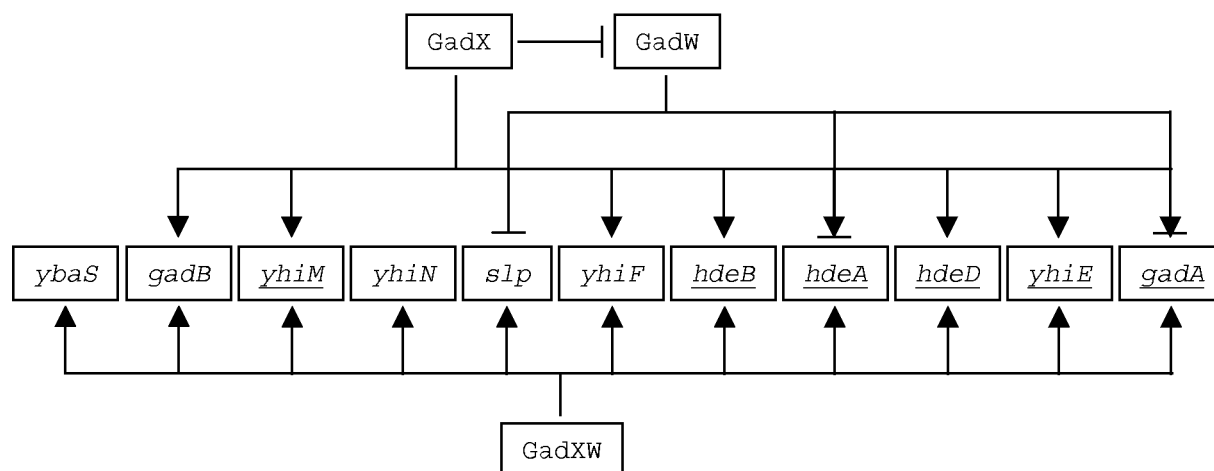 GadX GadW
ybaS gadB yhiM yhiN slp yhiF hdeB hdeA hdeD yhiE gadA
GadXW